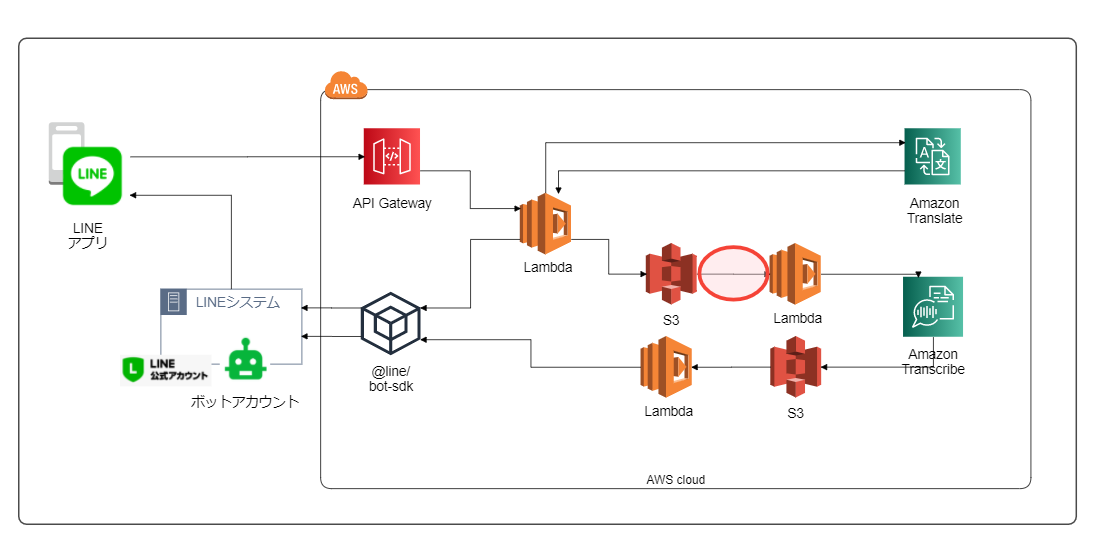 AWS
LINE
API Gateway
Amazon
Translate
LINE
アプリ
Lambda
LINEシステム
S3
Lambda
LINE
公式アカウント
ボットアカウント
@line/
bot-sdk
Amazon
Transcribe
Lambda
S3
AWS cloud